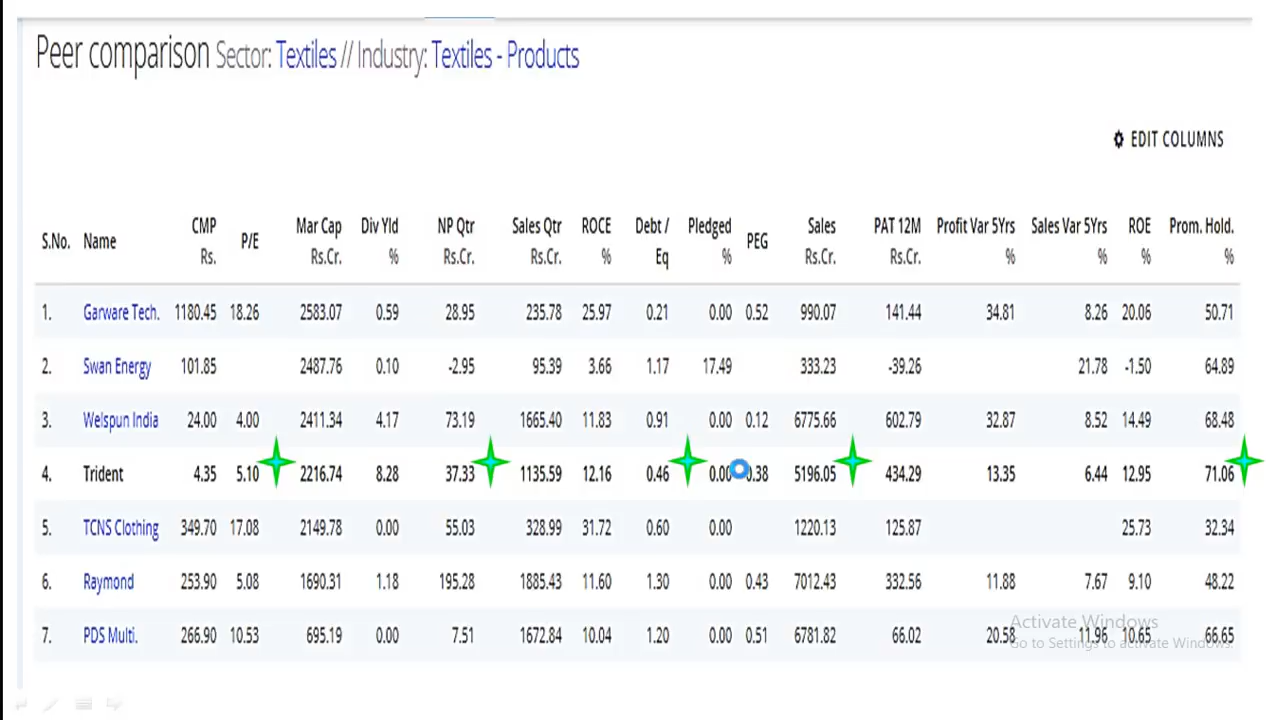 Peer comparison Sector: Textiles // Industry: Textiles - Products
EDIT COLUMNS
S.No. Name CMP Rs. P/E Mar Cap Rs.Cr. Div Yld % NP Qtr Rs.Cr. Sales Qtr Rs.Cr. ROCE % Debt / Eq Pledged % PEG Sales Rs.Cr. PAT 12M Rs.Cr. Profit Var 5Yrs % Sales Var 5Yrs % ROE % Prom. Hold. %
1. Garware Tech. 1180.45 18.26 2583.07 0.59 28.95 235.78 25.97 0.21 0.00 0.52 990.07 141.44 34.81 8.26 20.06 50.71
2. Swan Energy 101.85 2487.76 0.10 -2.95 95.39 3.66 1.17 17.49 333.23 -39.26 21.78 -1.50 64.89
3. Welspun India 24.00 4.00 2411.34 4.17 73.19 1665.40 11.83 0.91 0.00 0.12 6775.66 602.79 32.87 8.52 14.49 68.48
4. Trident 4.35 5.10 2216.74 8.28 37.33 1135.59 12.16 0.46 0.00 0.38 5196.05 434.29 13.35 6.44 12.95 71.06
5. TCNS Clothing 349.70 17.08 2149.78 0.00 55.03 328.99 31.72 0.60 0.00 1220.13 125.87 25.73 32.34
6. Raymond 253.90 5.08 1690.31 1.18 195.28 1885.43 11.60 1.30 0.00 0.43 7012.43 332.56 11.88 7.67 9.10 48.22
7. PDS Multi. 266.90 10.53 695.19 0.00 7.51 1672.84 10.04 1.20 0.00 0.51 6781.82 66.02 20.58 11.96 10.65 66.65
Activate Windows
Go to Settings to activate Windows.